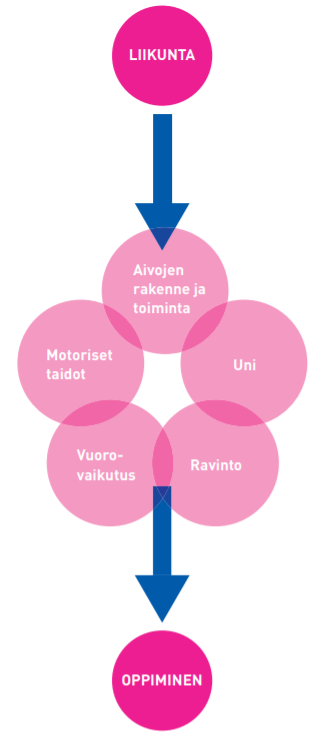 LIIKUNTA
Aivojen
rakenne ja
toiminta
Motoriset
taidot
Uni
Vuoro-
vaikutus
Ravinto
OPPIMINEN